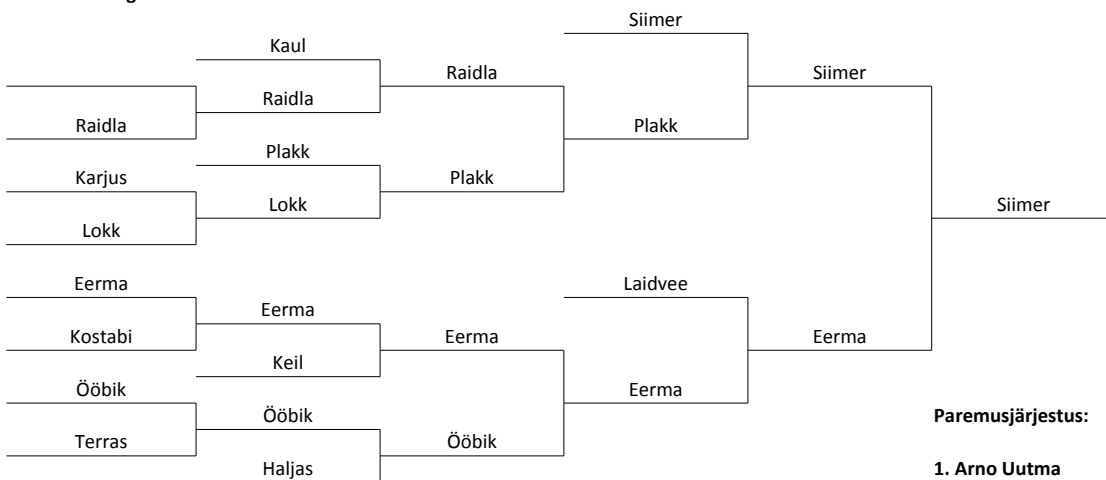 Siimer
Kaul
Raidla
Siimer
Raidla
Raidla
Plakk
Plakk
Karjus
Plakk
Lokk
Siimer
Lokk
Eerma
Laidvee
Eerma
Kostabi
Eerma
Eerma
Keil
Ööbik
Eerma
Ööbik
Paremusjärjestus:
Terras
Ööbik
Haljas
1. Arno Uutma